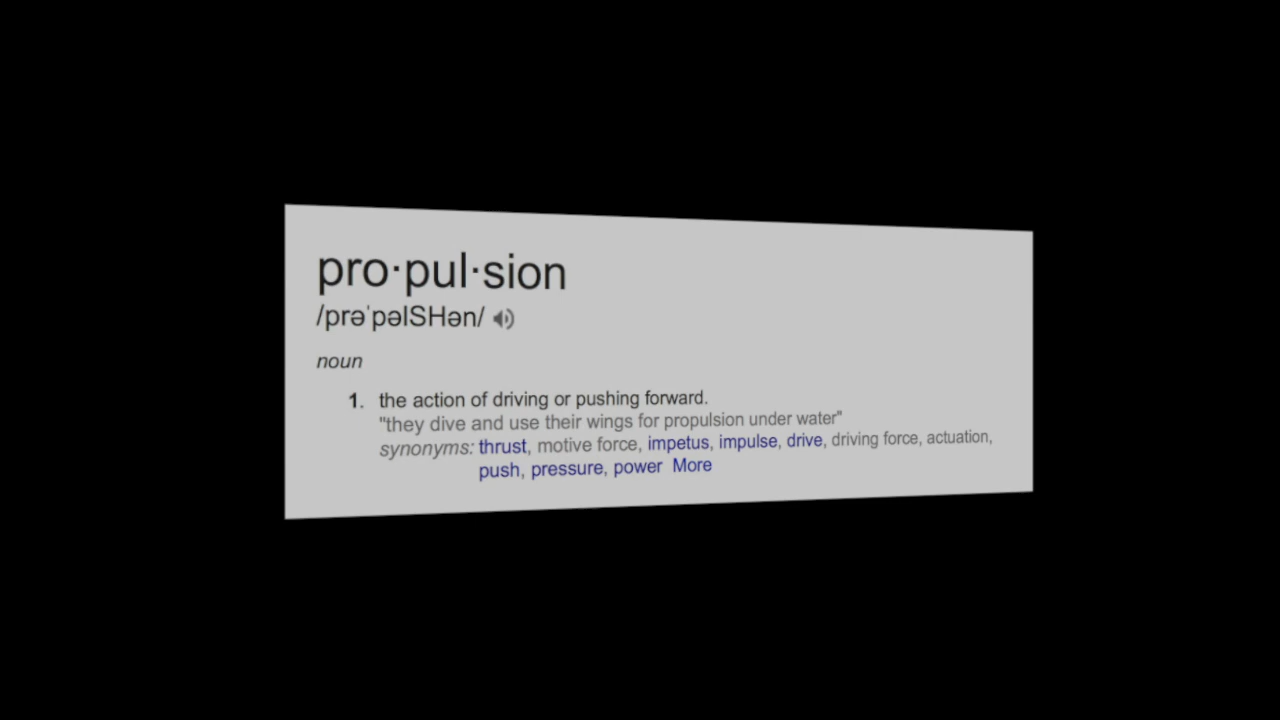 pro·pul·sion
/prəˈpəlSHən/
noun
1. the action of driving or pushing forward.
"they dive and use their wings for propulsion under water"
synonyms: thrust, motive force, impetus, impulse, drive, driving force, actuation,
push, pressure, power More